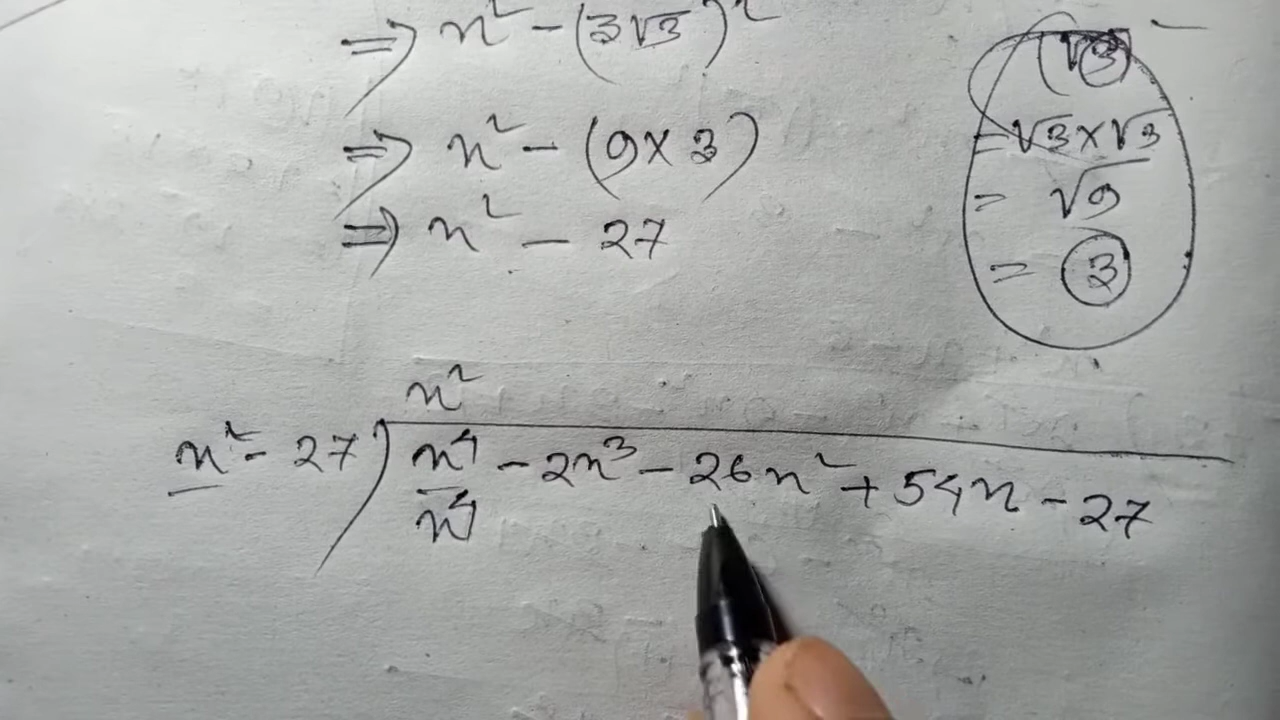 ⇒ x² - (3√3)²
⇒ x² - (9 × 3)
⇒ x² - 27
(√3)²
= √3 × √3
= √9
= 3
x²
x² - 27 ) x⁴ - 2x³ - 26x² + 54x - 27
x⁴